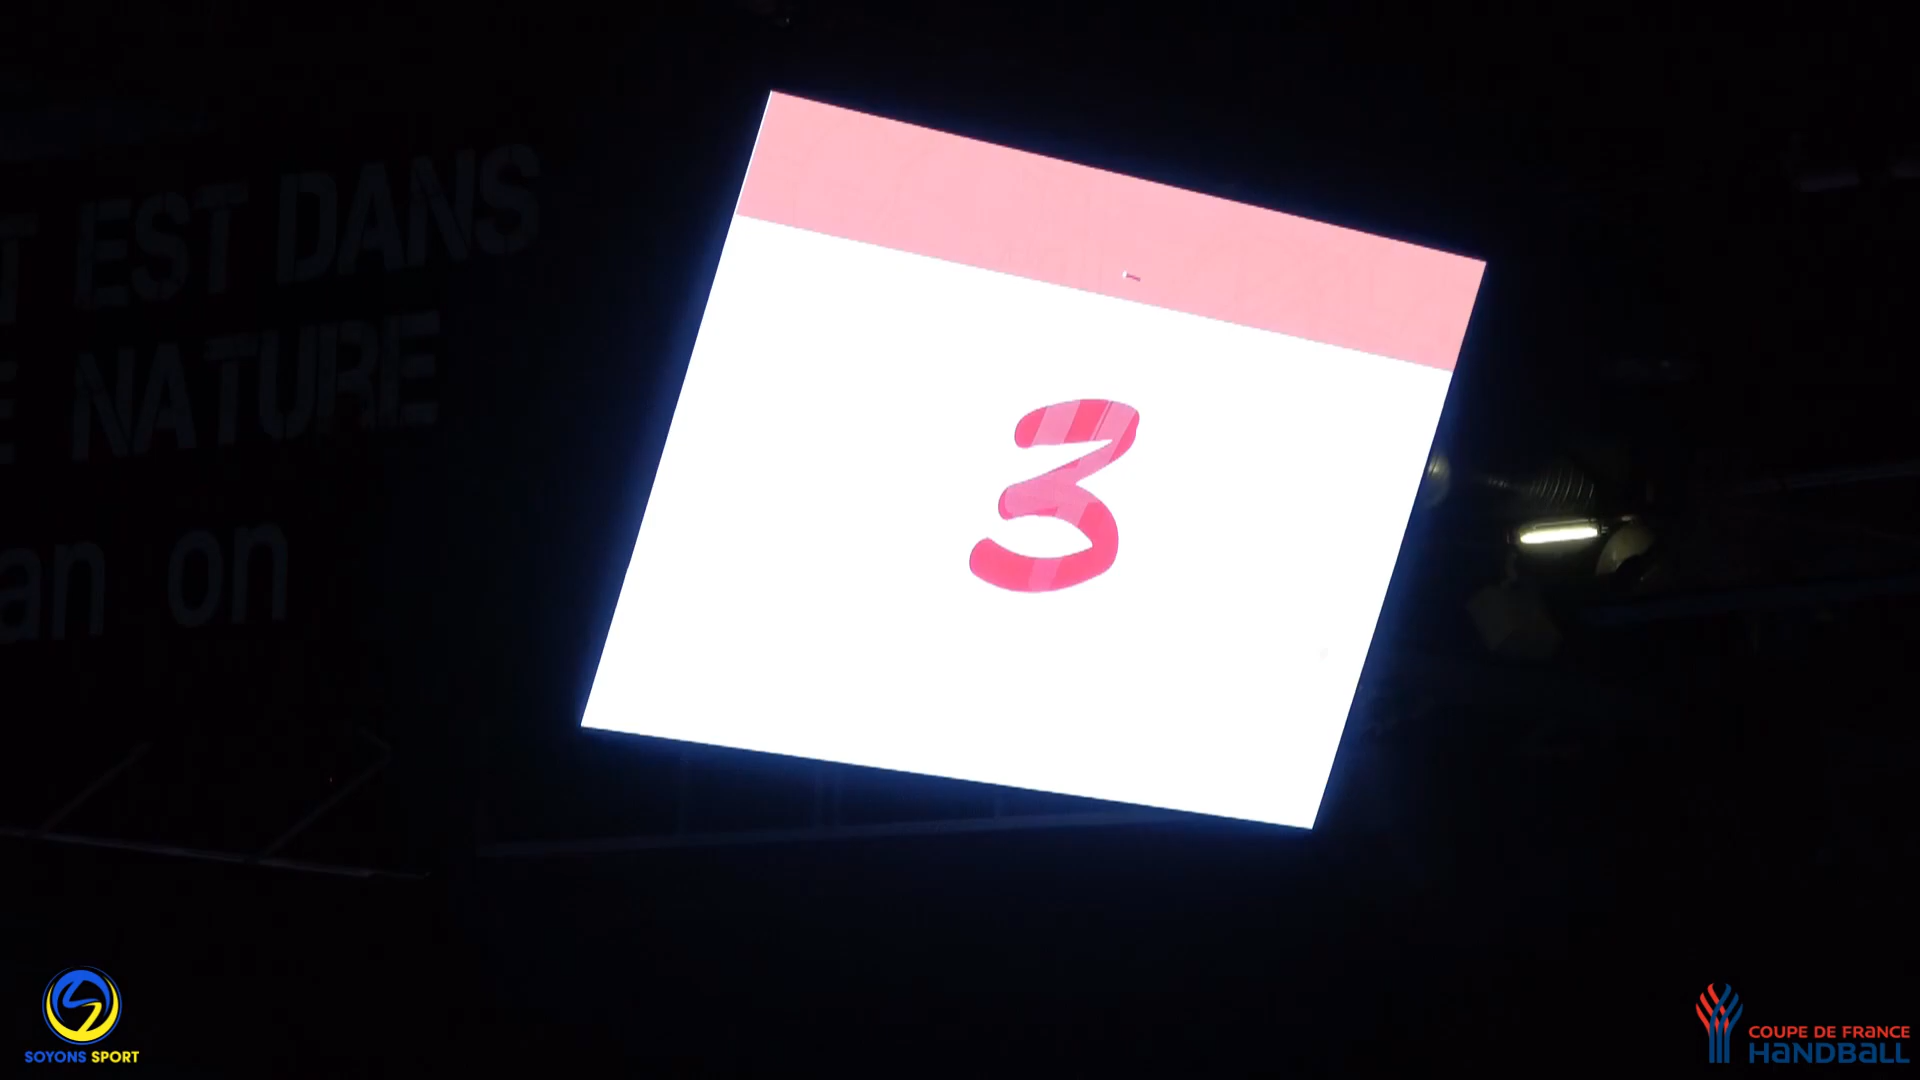 EST DANS
NATURE
an on
3
SOYONS SPORT
COUPE DE FRANCE
HANDBALL